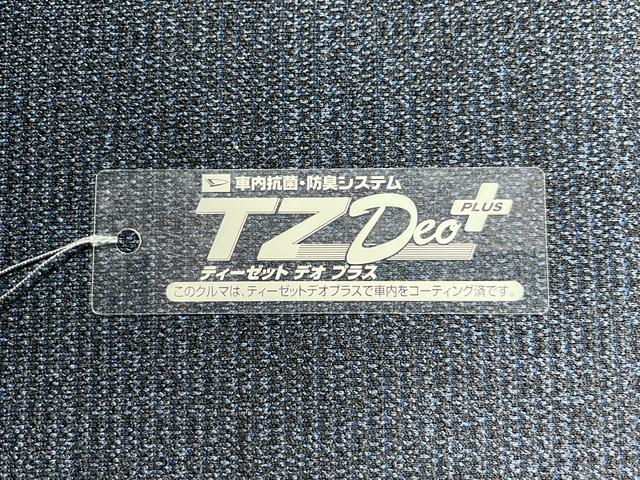 車内抗菌・防臭システム
TZ Deo PLUS
ティーゼット デオ プラス
このクルマは、ティーゼットデオプラスで車内をコーティング済です。